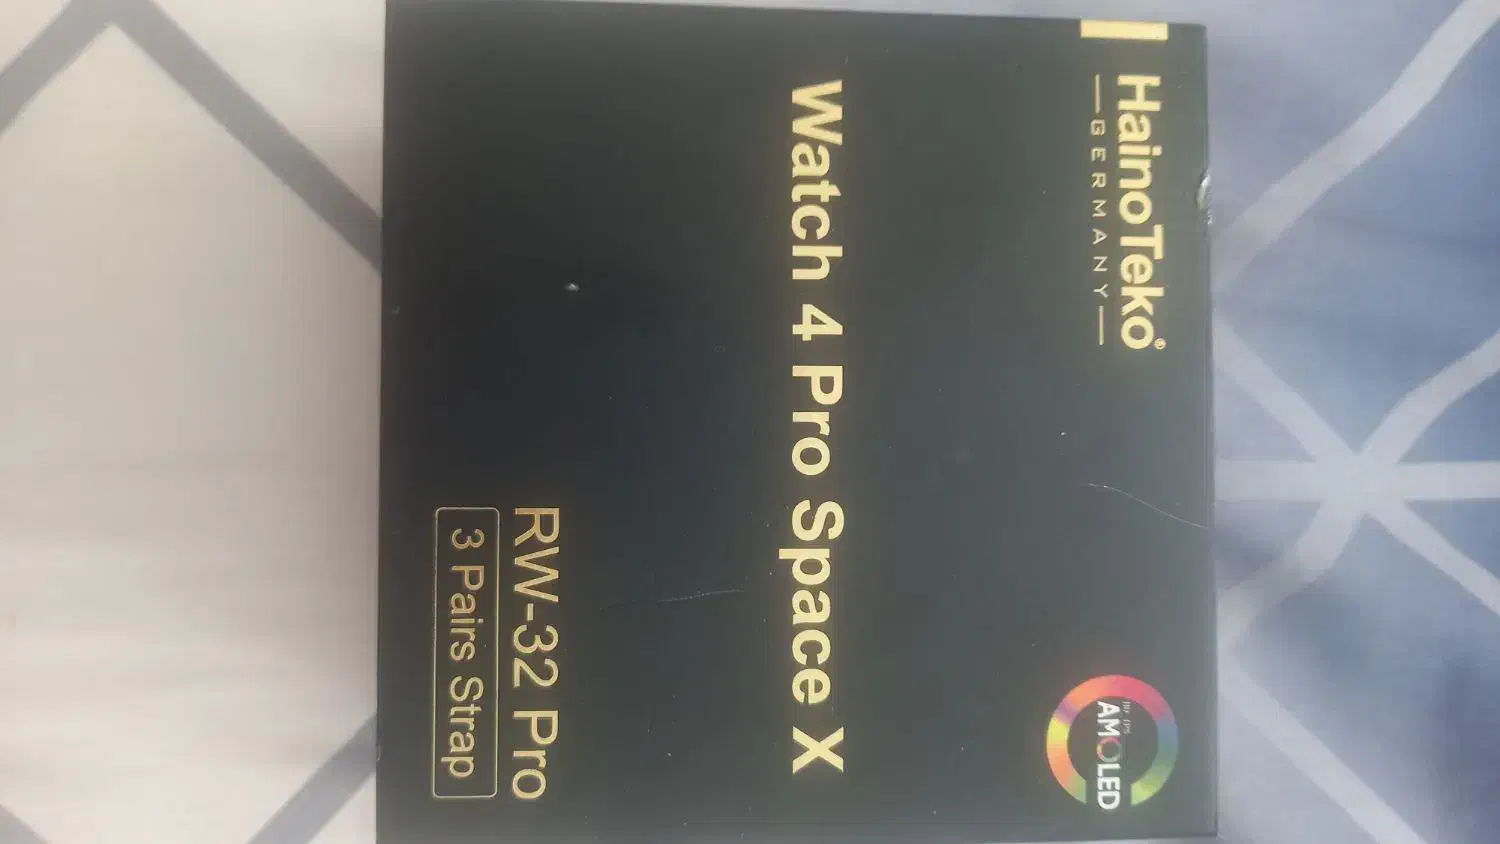 HainoTeko®
GERMANY
AMOLED
Watch 4 Pro Space X
RW-32 Pro
3 Pairs Strap